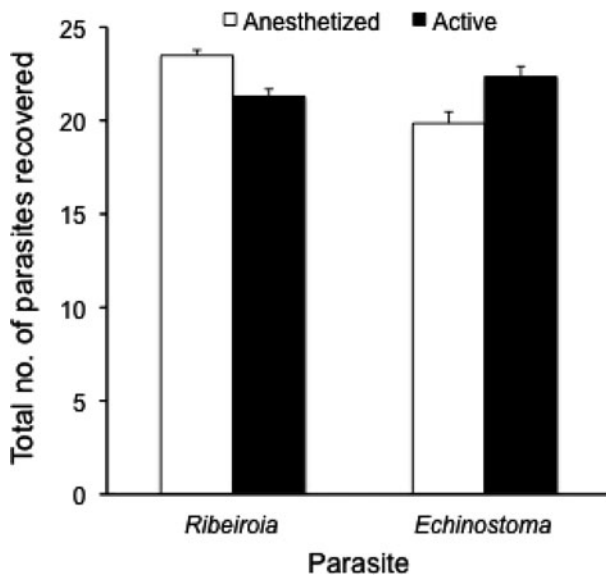 Anesthetized Active
Total no. of parasites recovered
25
20
15
10
5
0
Ribeiroia Echinostoma
Parasite